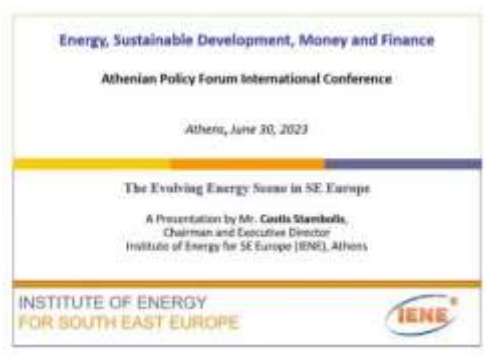 Energy, Sustainable Development, Money and Finance
Athenian Policy Forum International Conference
Athens, June 30, 2023
The Evolving Energy Scene in SE Europe
A Presentation by Mr. Costis Stambolis,
Chairman and Executive Director
Institute of Energy for SE Europe (IENE), Athens
INSTITUTE OF ENERGY
FOR SOUTH EAST EUROPE
IENE